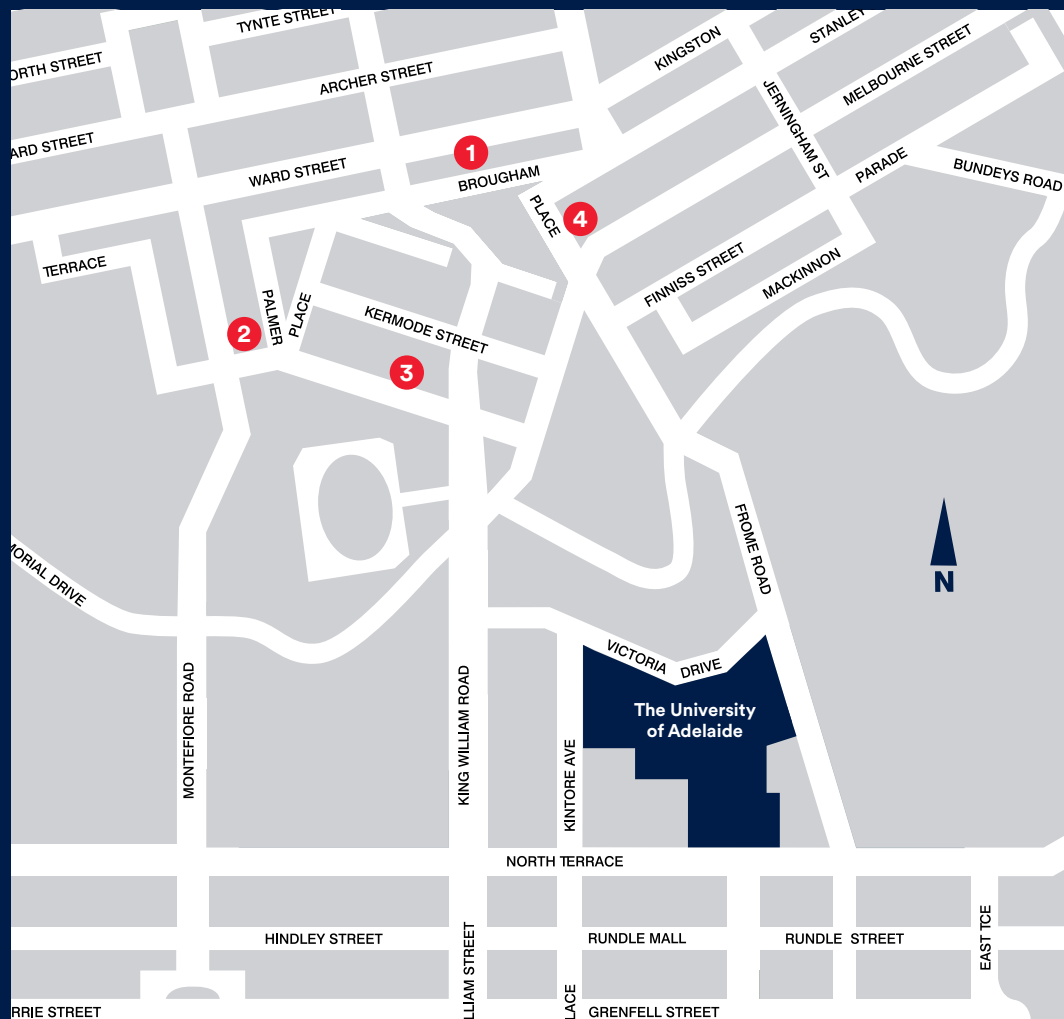 TYNTE STREET
ORTH STREET
ARCHER STREET
KINGSTON
STANLEY
MELBOURNE STREET
JERNINGHAM ST
ARD STREET
1
WARD STREET
BROUGHAM
PLACE
4
PARADE
BUNDEYS ROAD
TERRACE
FINNISS STREET
MACKINNON
2
PALMER
PLACE
KERMODE STREET
3
FROME ROAD
N
MORIAL DRIVE
VICTORIA DRIVE
MONTEFIORE ROAD
KING WILLIAM ROAD
KINTORE AVE
The University
of Adelaide
NORTH TERRACE
HINDLEY STREET
RUNDLE MALL
RUNDLE STREET
EAST TCE
LLIAM STREET
LACE
RRIE STREET
GRENFELL STREET